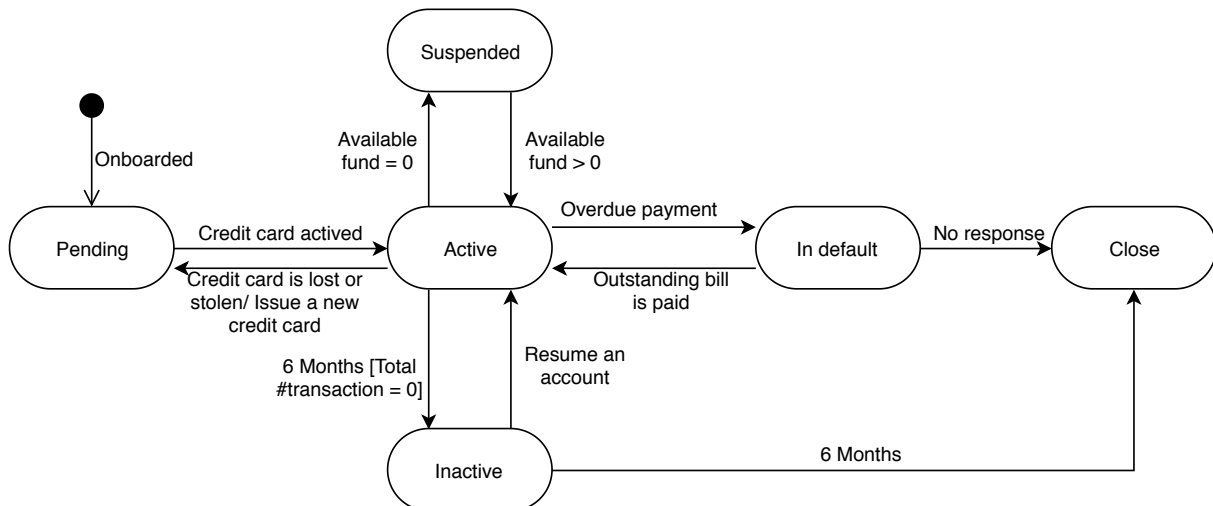 Suspended
Available
fund = 0
Available
fund > 0
Onboarded
Pending
Credit card actived
Active
Overdue payment
In default
No response
Close
Credit card is lost or
stolen/ Issue a new
credit card
Outstanding bill
is paid
6 Months [Total
#transaction = 0]
Resume an
account
Inactive
6 Months